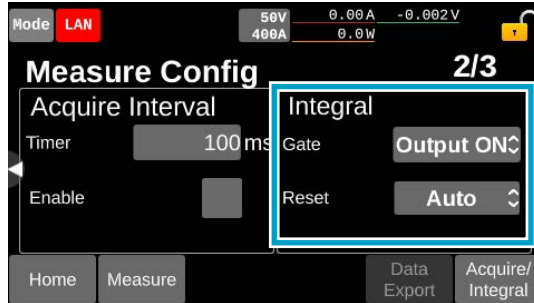 Mode LAN 50V 400A 0.00A -0.002V 0.0W
Measure Config 2/3
Acquire Interval
Timer 100 ms
Enable
Integral
Gate Output ON
Reset Auto
Home Measure Data Export Acquire/ Integral